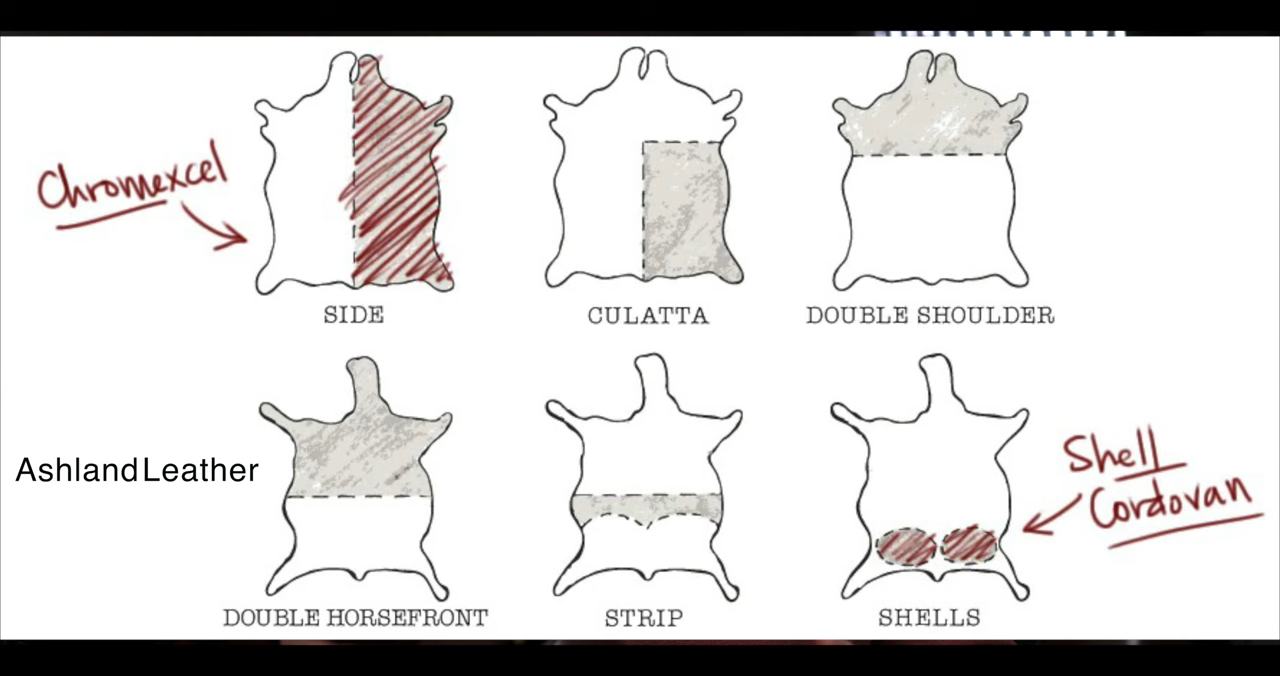 Chromexcel
SIDE
CULATTA
DOUBLE SHOULDER
AshlandLeather
Shell
Cordovan
DOUBLE HORSEFRONT
STRIP
SHELLS